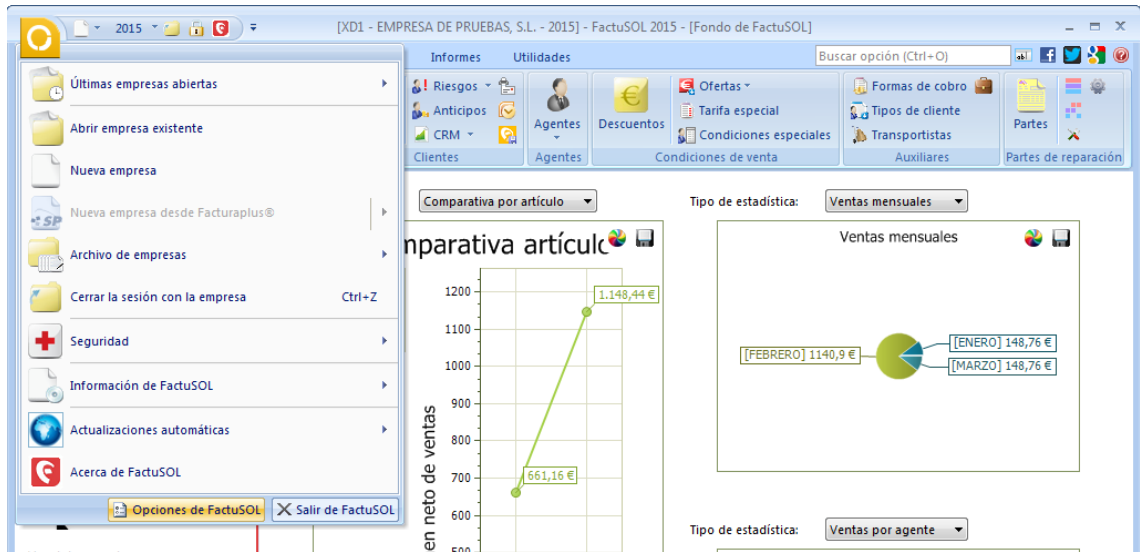 2015
[XD1 - EMPRESA DE PRUEBAS, S.L. - 2015] - FactuSOL 2015 - [Fondo de FactuSOL]
Informes Utilidades
Buscar opción (Ctrl+O)
Últimas empresas abiertas
Abrir empresa existente
Nueva empresa
Nueva empresa desde Facturaplus®
SP
Archivo de empresas
Cerrar la sesión con la empresa Ctrl+Z
Seguridad
Información de FactuSOL
Actualizaciones automáticas
Acerca de FactuSOL
Opciones de FactuSOL
Salir de FactuSOL
Riesgos
Anticipos
CRM
Clientes
Agentes
Agentes
Descuentos
Ofertas
Tarifa especial
Condiciones especiales
Condiciones de venta
Formas de cobro
Tipos de cliente
Transportistas
Auxiliares
Partes
Partes de reparación
Comparativa por artículo
mparativa artícul
1200
1100
1000
900
800
700
600
500
1.148,44 €
661,16 €
en neto de ventas
Tipo de estadística: Ventas mensuales
Ventas mensuales
[FEBRERO] 1140,9 €
[ENERO] 148,76 €
[MARZO] 148,76 €
Tipo de estadística: Ventas por agente